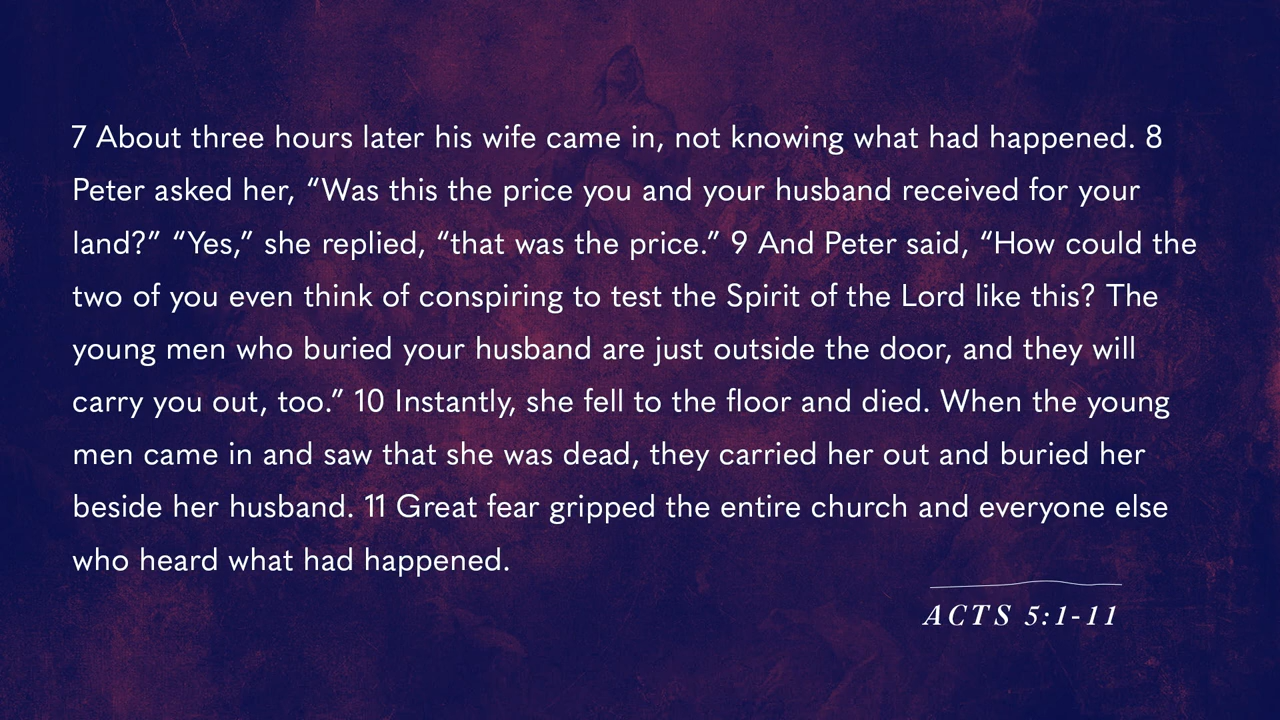 7 About three hours later his wife came in, not knowing what had happened. 8
Peter asked her, “Was this the price you and your husband received for your
land?” “Yes,” she replied, “that was the price.” 9 And Peter said, “How could the
two of you even think of conspiring to test the Spirit of the Lord like this? The
young men who buried your husband are just outside the door, and they will
carry you out, too.” 10 Instantly, she fell to the floor and died. When the young
men came in and saw that she was dead, they carried her out and buried her
beside her husband. 11 Great fear gripped the entire church and everyone else
who heard what had happened.
ACTS 5:1-11